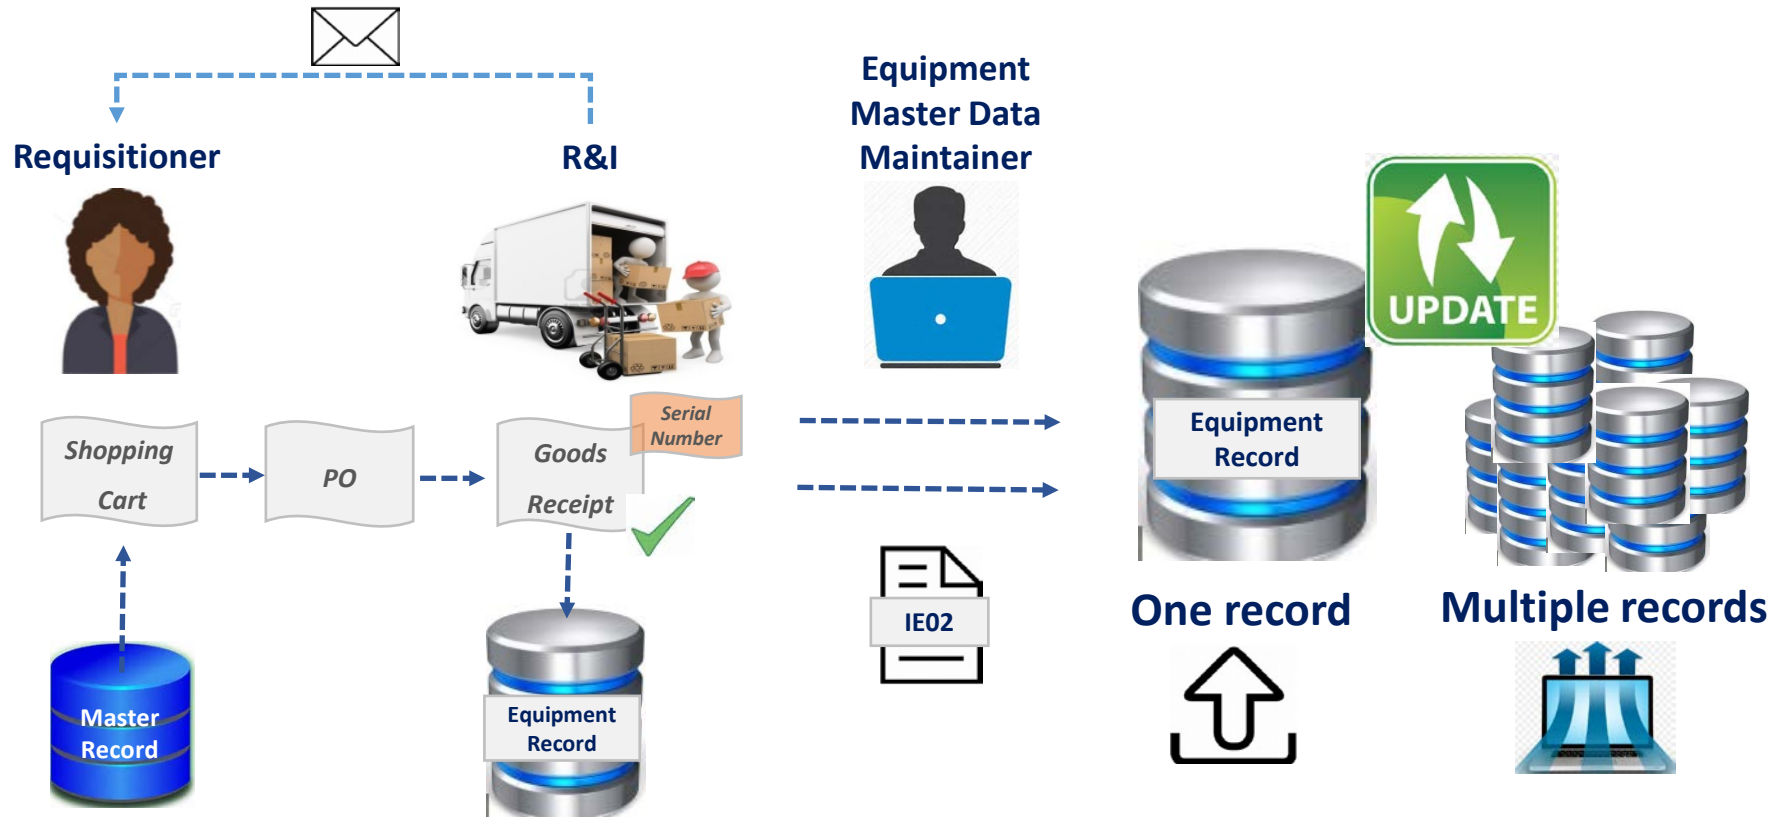 Requisitioner
R&I
Equipment
Master Data
Maintainer
UPDATE
Shopping
Cart
PO
Goods
Receipt
Serial
Number
Equipment
Record
Master
Record
Equipment
Record
IE02
One record
Multiple records